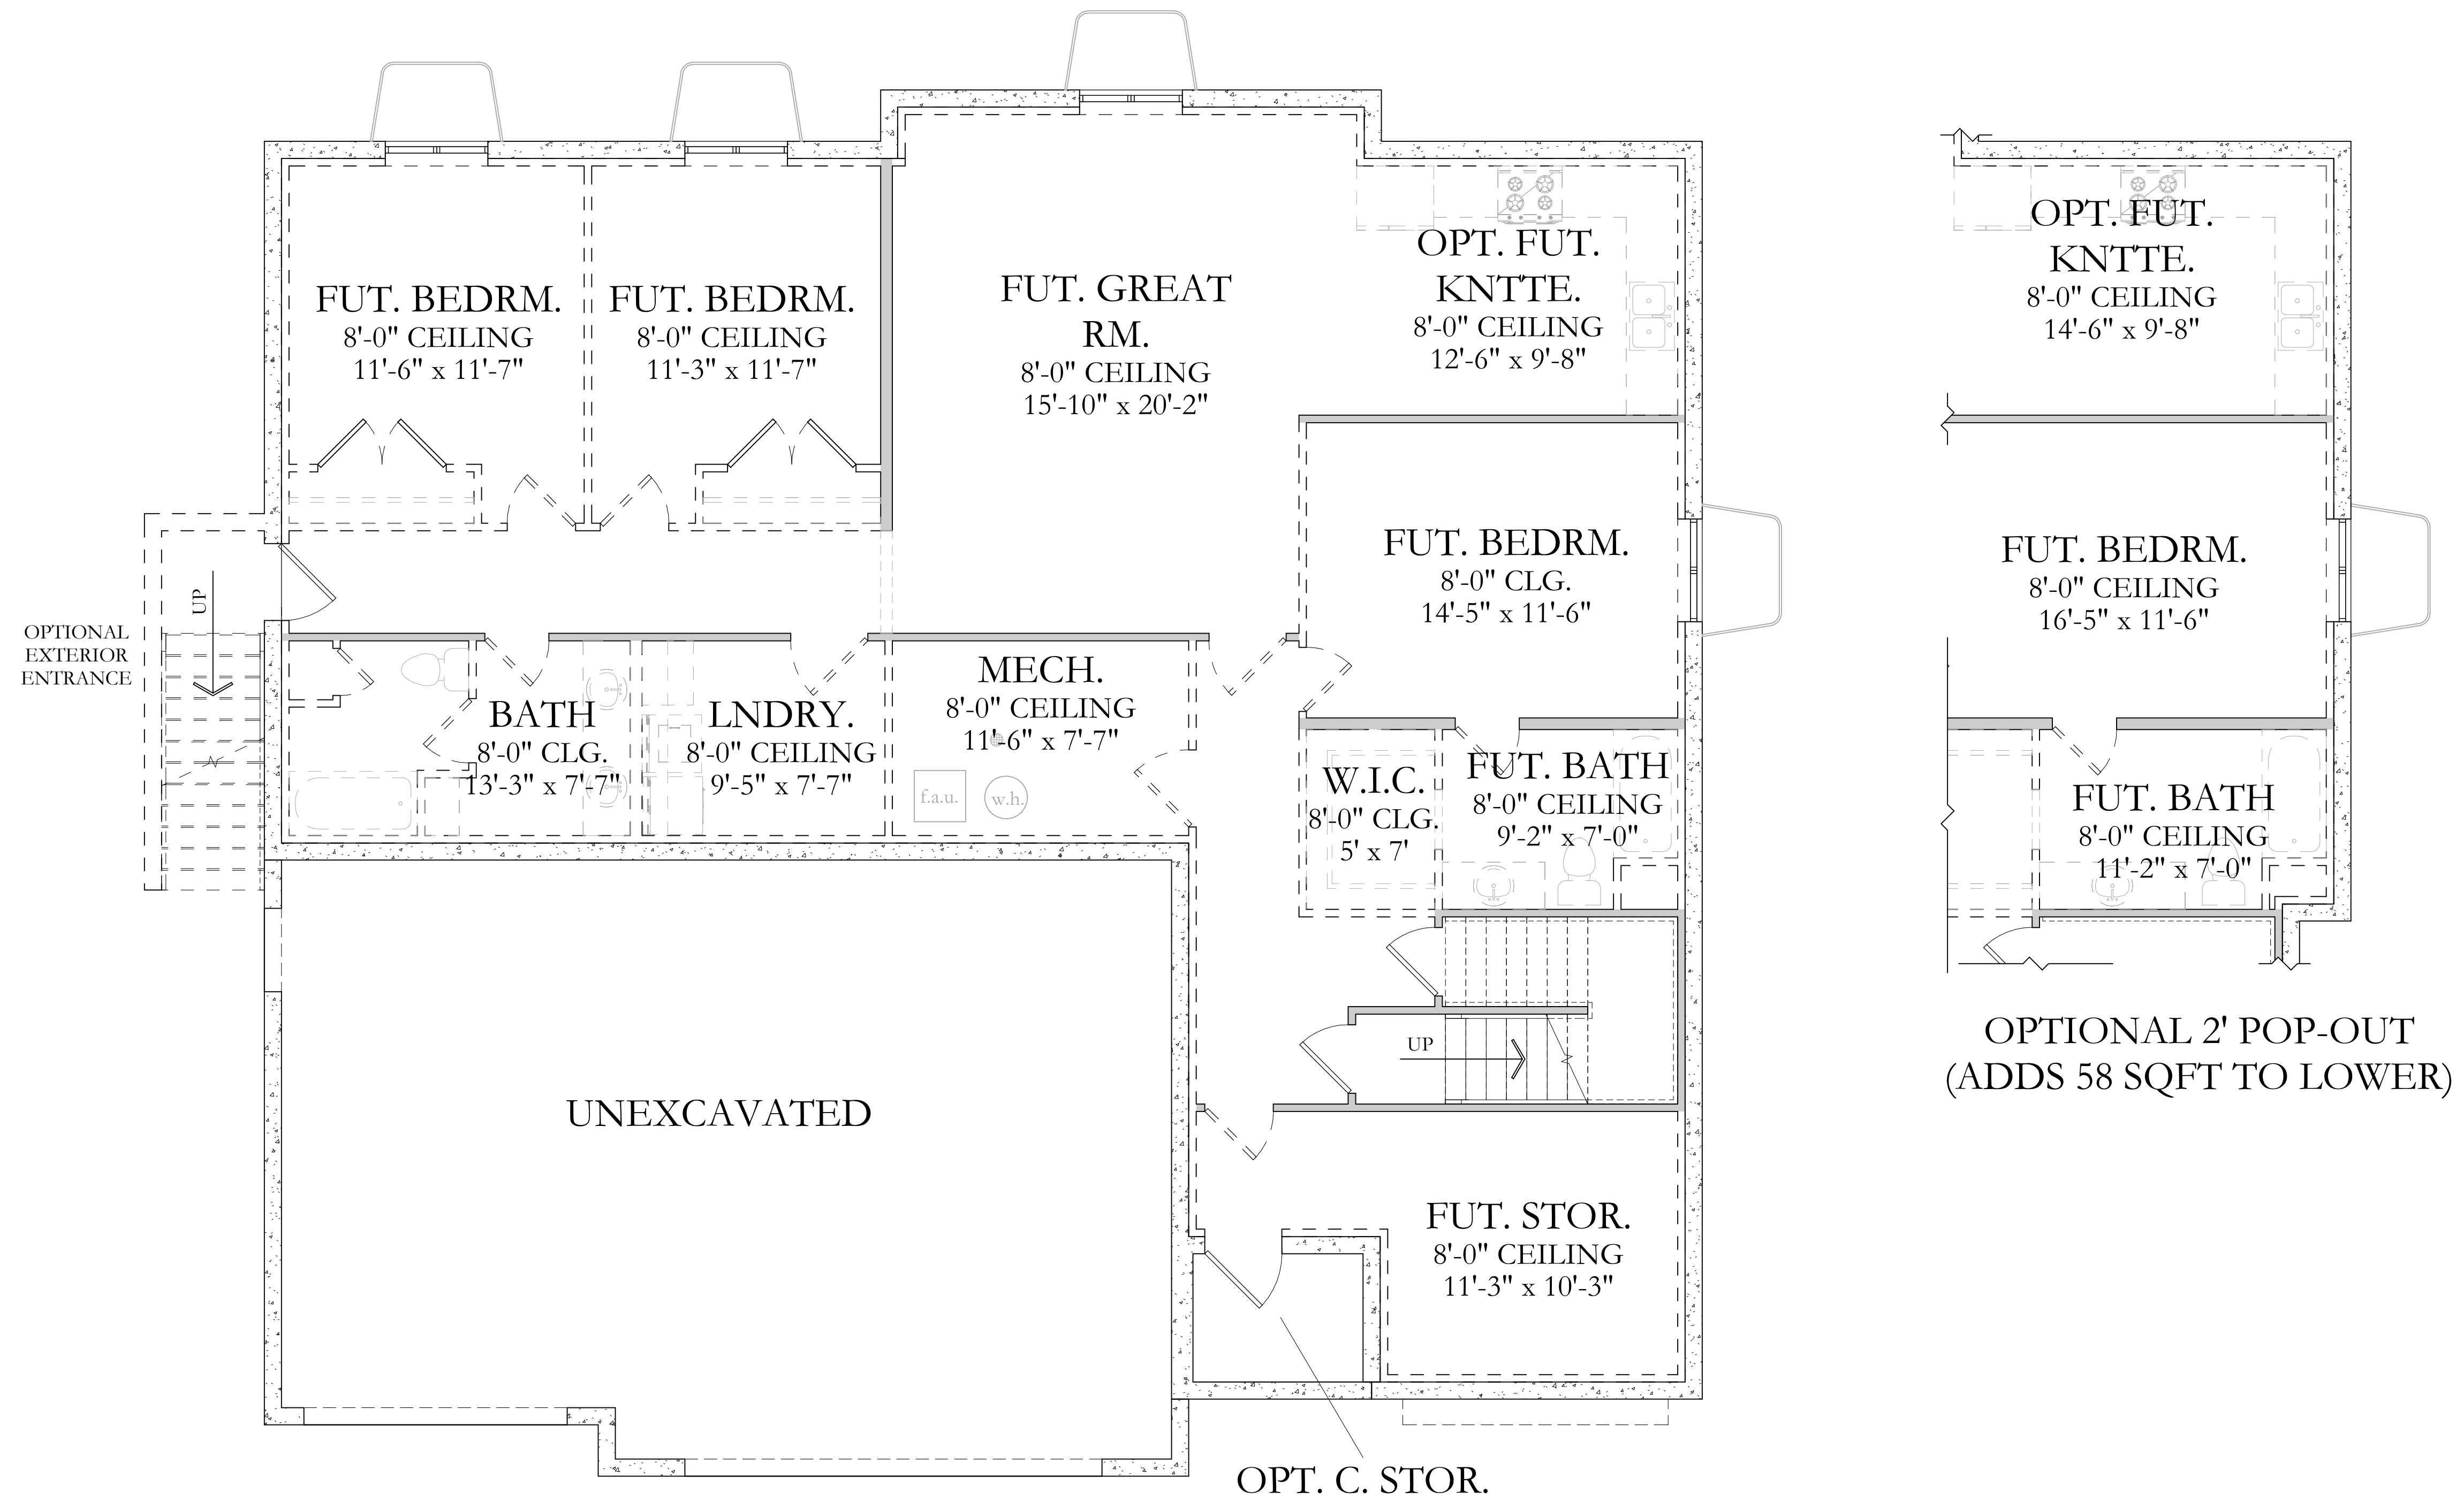 FUT. BEDRM.
8'-0" CEILING
11'-6" x 11'-7"
FUT. BEDRM.
8'-0" CEILING
11'-3" x 11'-7"
FUT. GREAT
RM.
8'-0" CEILING
15'-10" x 20'-2"
OPT. FUT.
KNTTE.
8'-0" CEILING
12'-6" x 9'-8"
OPT. FUT.
KNTTE.
8'-0" CEILING
14'-6" x 9'-8"
UP
OPTIONAL
EXTERIOR
ENTRANCE
FUT. BEDRM.
8'-0" CLG.
14'-5" x 11'-6"
FUT. BEDRM.
8'-0" CEILING
16'-5" x 11'-6"
BATH
8'-0" CLG.
13'-3" x 7'-7"
LNDRY.
8'-0" CEILING
9'-5" x 7'-7"
MECH.
8'-0" CEILING
11'-6" x 7'-7"
f.a.u.
w.h.
W.I.C.
8'-0" CLG.
5' x 7'
FUT. BATH
8'-0" CEILING
9'-2" x 7'-0"
FUT. BATH
8'-0" CEILING
11'-2" x 7'-0"
UP
OPTIONAL 2' POP-OUT
(ADDS 58 SQFT TO LOWER)
UNEXCAVATED
FUT. STOR.
8'-0" CEILING
11'-3" x 10'-3"
OPT. C. STOR.